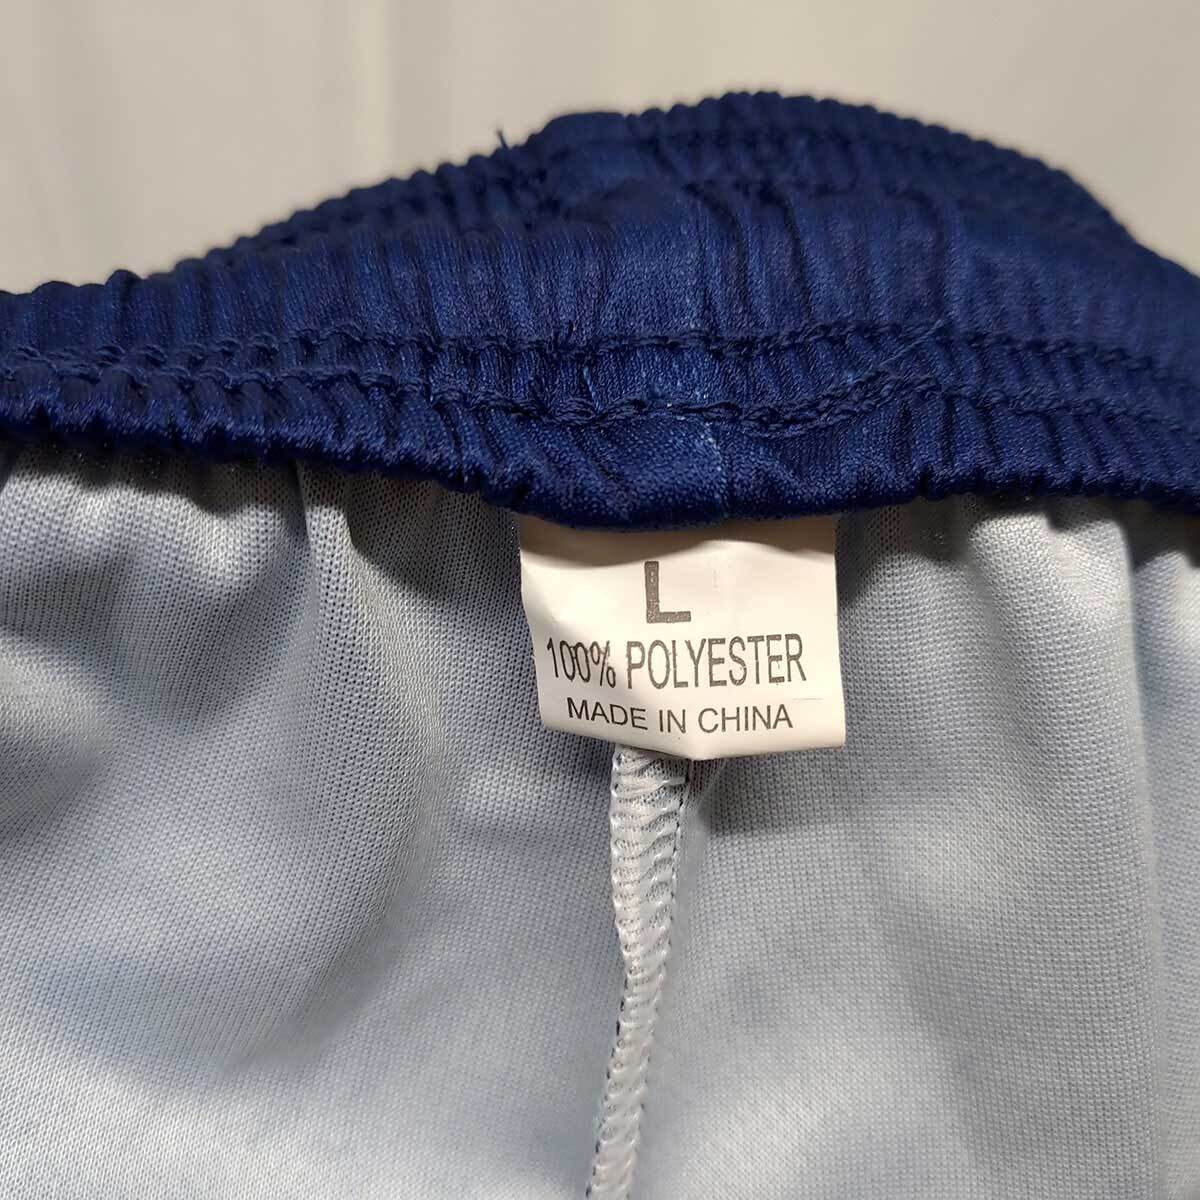 L
100% POLYESTER
MADE IN CHINA